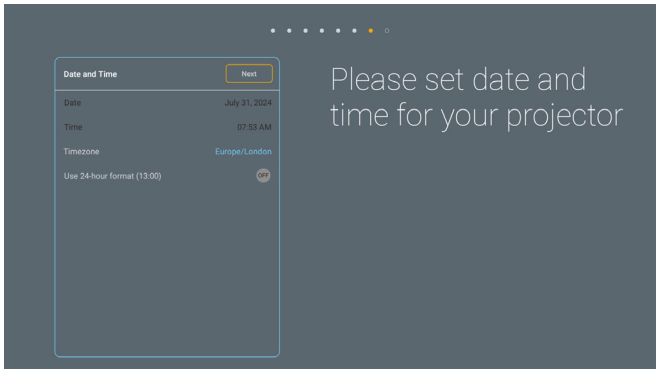 Date and Time
Next
Date
July 31, 2024
Time
07:53 AM
Timezone
Europe/London
Use 24-hour format (13:00)
OFF
Please set date and
time for your projector